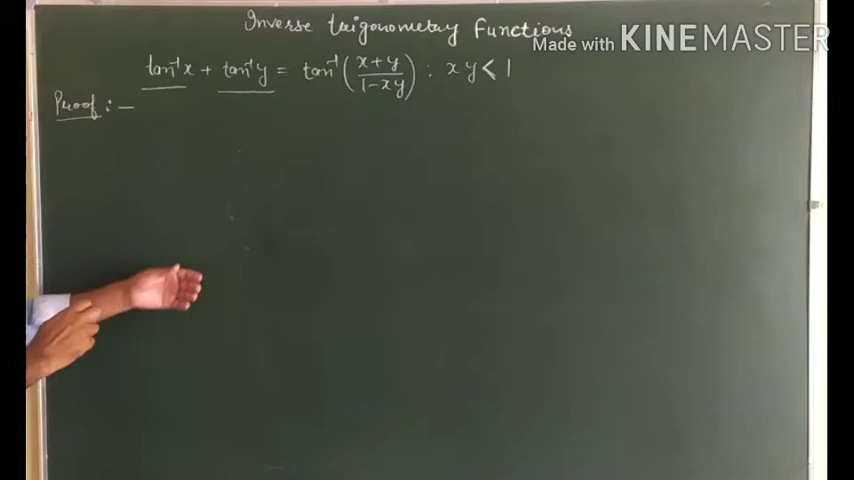 Inverse trigonometry Functions
Made with KINEMASTER
tan⁻¹x + tan⁻¹y = tan⁻¹(x+y/1-xy) : xy < 1
Proof :-